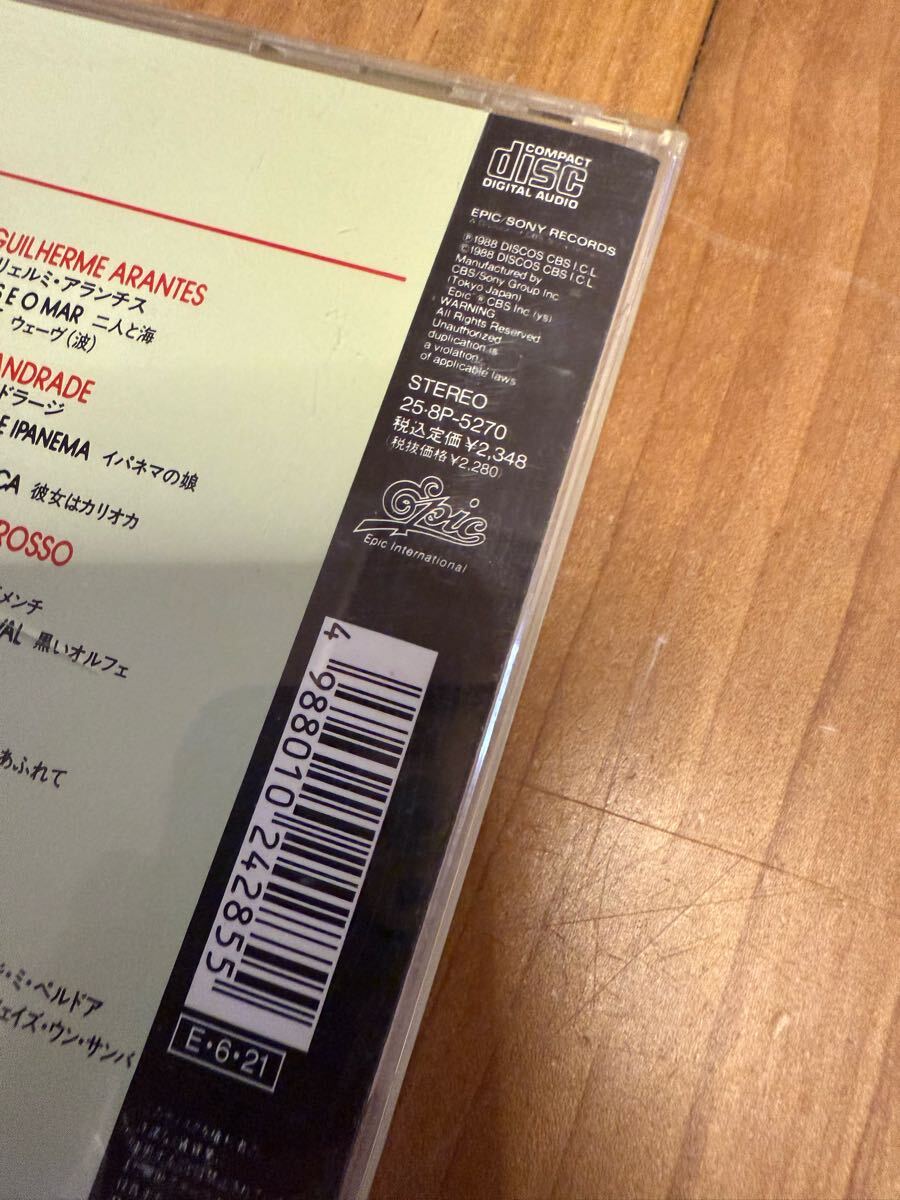 GUILHERME ARANTES
リェルミ・アランチス
S E O MAR 二人と海
ウェーヴ(波)
ANDRADE
ドラージ
E IPANEMA イパネマの娘
CA 彼女はカリオカ
ROSSO
メンチ
VAL 黒いオルフェ
あふれて
ミ・ペルドア
ェイズ・ウン・サンバ
COMPACT
disc
DIGITAL AUDIO
EPIC/SONY RECORDS
℗1988 DISCOS CBS I.C.L
©1988 DISCOS CBS I.C.L
Manufactured by
CBS/Sony Group Inc
(Tokyo Japan)
Epic ® CBS Inc (ys)
WARNING
All Rights Reserved
Unauthorized
duplication is
a violation
of applicable laws
STEREO
25·8P-5270
税込定価¥2,348
(税抜価格¥2,280)
Epic
Epic International
4 988010 242855
E・6・21